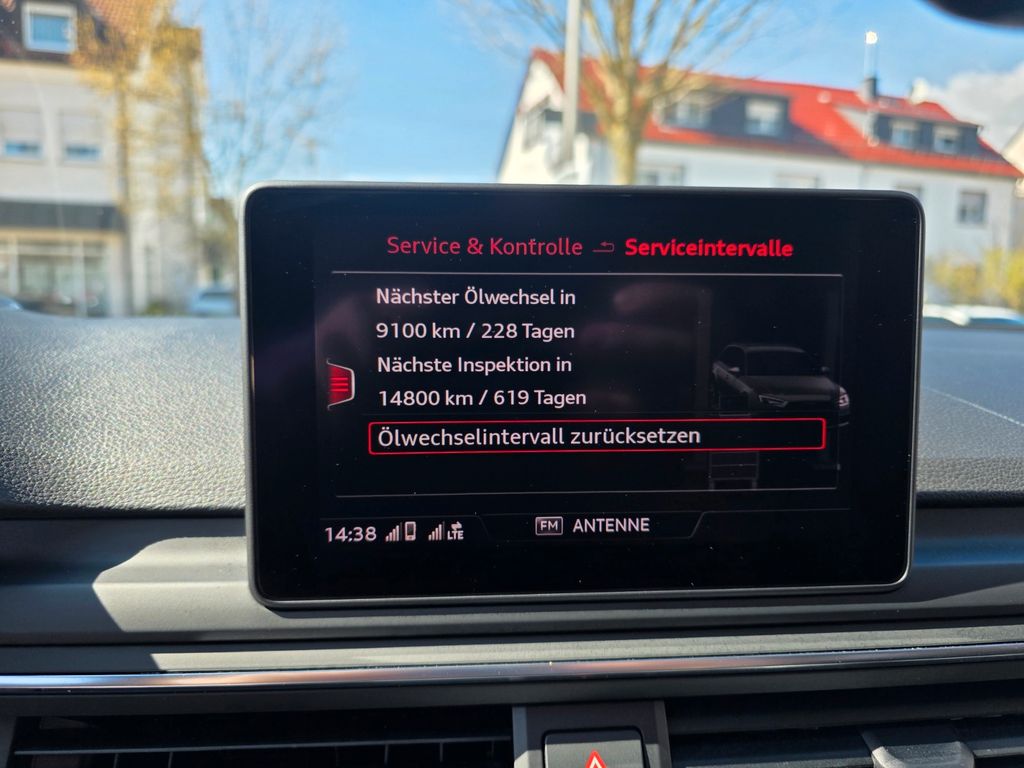 Service & Kontrolle Serviceintervalle
Nächster Ölwechsel in
9100 km / 228 Tagen
Nächste Inspektion in
14800 km / 619 Tagen
Ölwechselintervall zurücksetzen
14:38 LTE FM ANTENNE